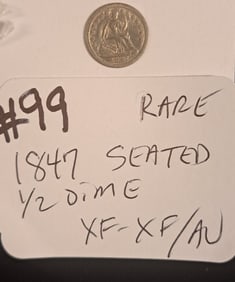 #99 RARE
1847 SEATED
1/2 DiME
XF-XF/AU